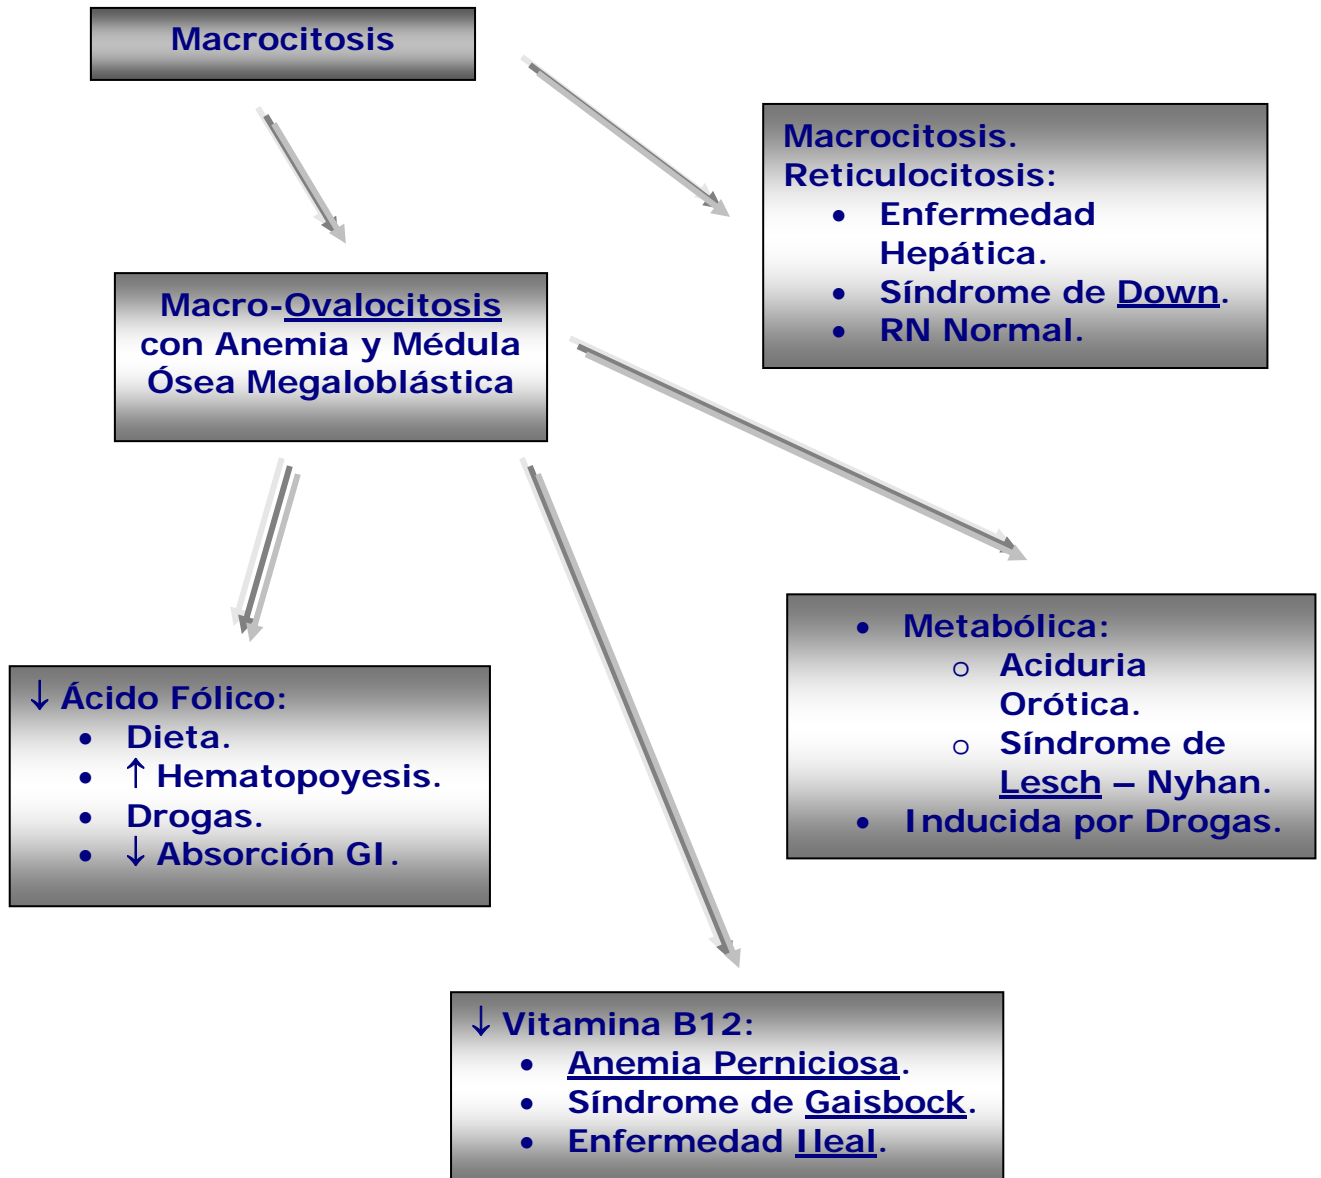 Macrocitosis
Macrocitosis.
Reticulocitosis:
• Enfermedad
Hepática.
• Síndrome de Down.
• RN Normal.
Macro-Ovalocitosis
con Anemia y Médula
Ósea Megaloblástica
• Metabólica:
o Aciduria
Orótica.
o Síndrome de
Lesch – Nyhan.
• Inducida por Drogas.
↓ Ácido Fólico:
• Dieta.
• ↑ Hematopoyesis.
• Drogas.
• ↓ Absorción GI.
↓ Vitamina B12:
• Anemia Perniciosa.
• Síndrome de Gaisbock.
• Enfermedad Ileal.